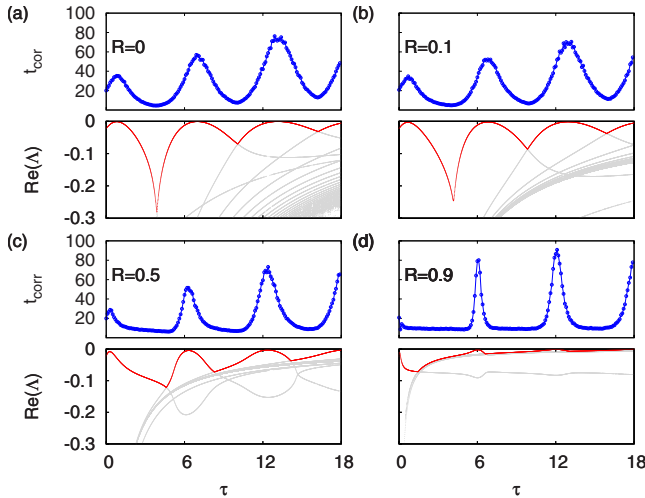 (a)
(b)
100
80
60
40
20
t_cor
R=0
R=0.1
0
-0.1
-0.2
-0.3
Re(Λ)
(c)
(d)
100
80
60
40
20
t_corr
R=0.5
R=0.9
0
-0.1
-0.2
-0.3
Re(Λ)
0 6 12 18
0 6 12 18
τ
τ